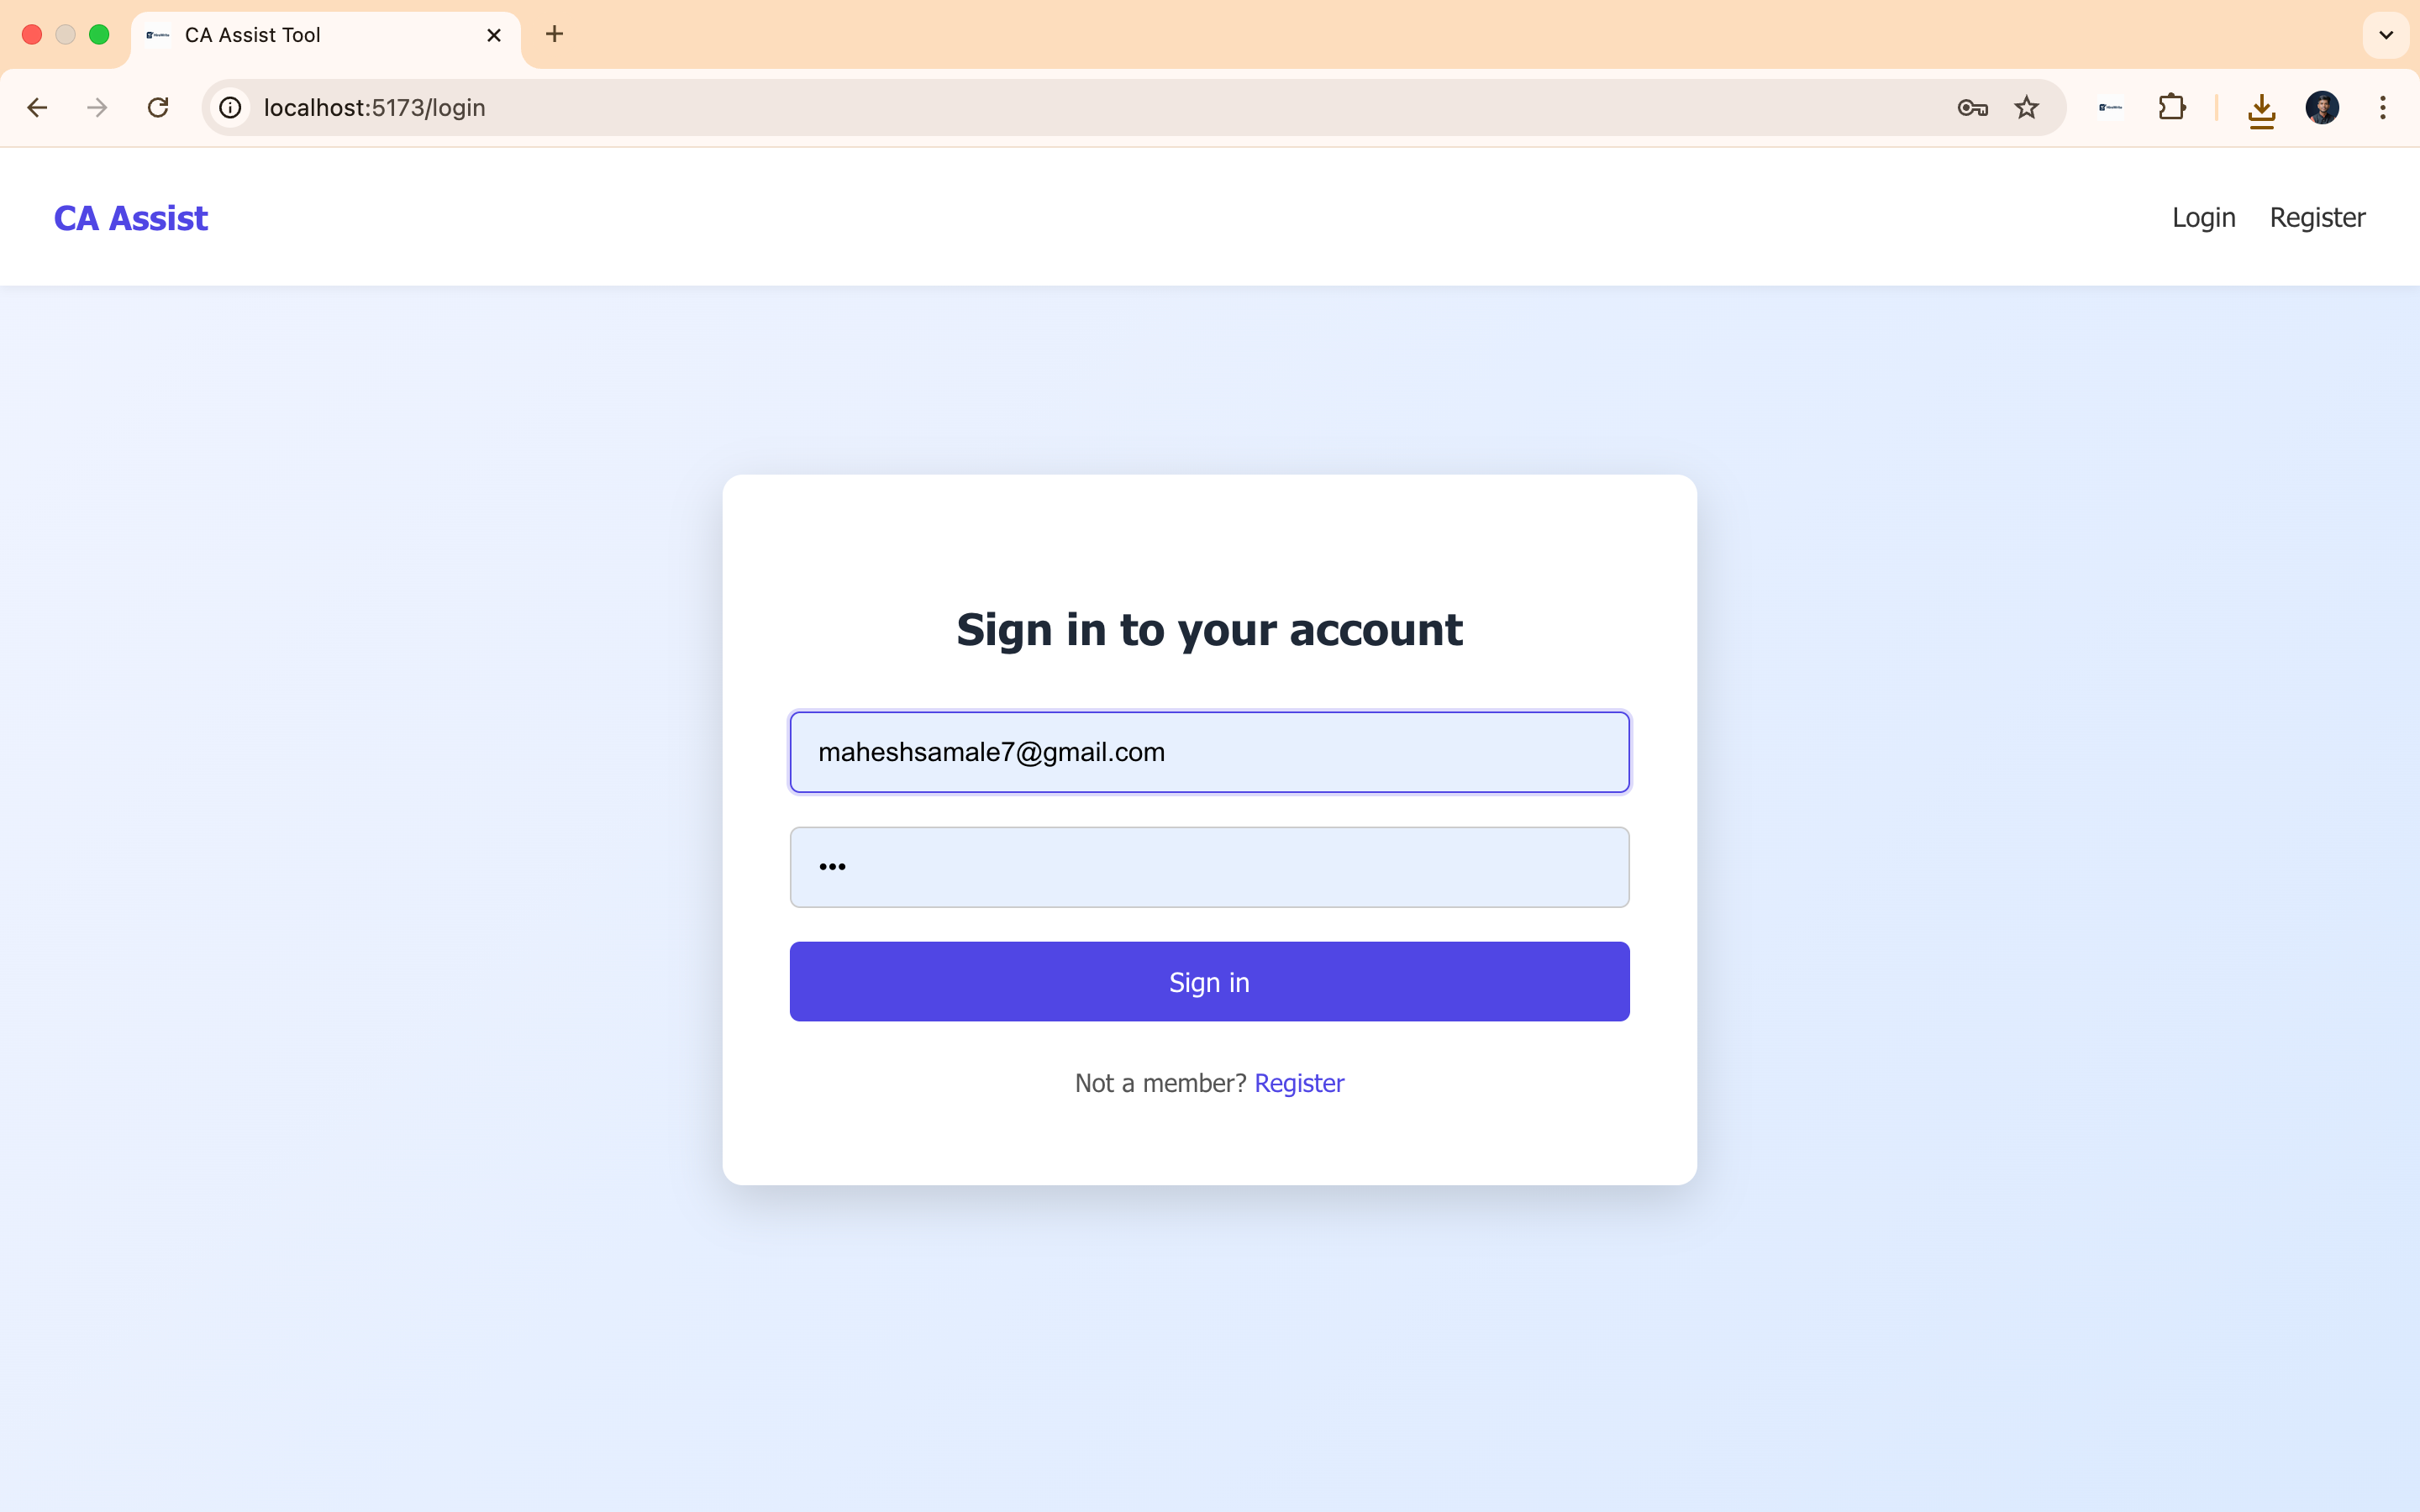 CA Assist Tool
localhost:5173/login
CA Assist
Login Register
Sign in to your account
maheshsamale7@gmail.com
•••
Sign in
Not a member? Register